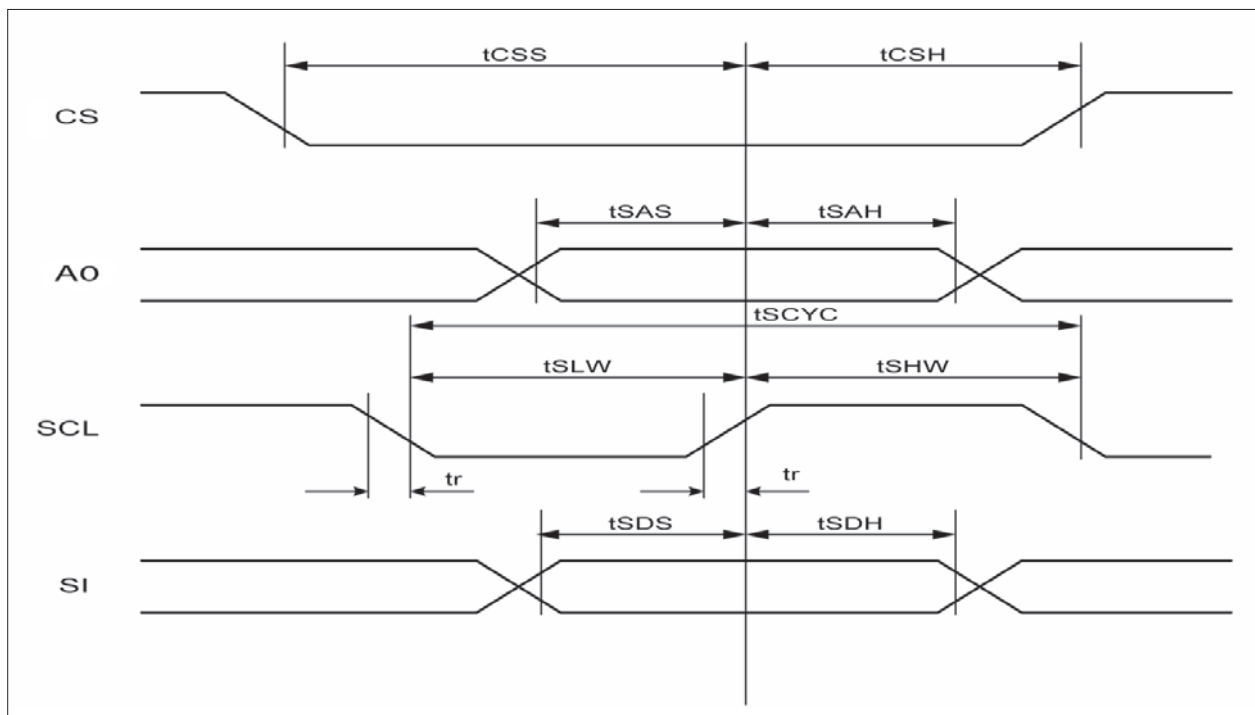 tCSS tCSH
CS
tSAS tSAH
A0
tSCYC
tSLW tSHW
SCL
tr tr
tSDS tSDH
SI